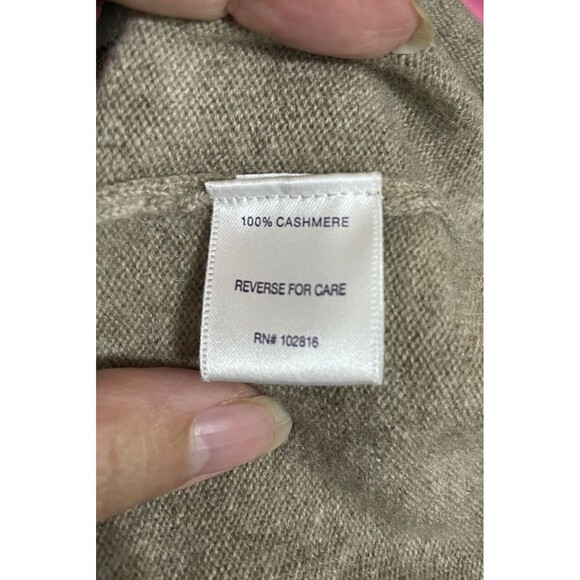 100% CASHMERE
REVERSE FOR CARE
RN# 102816